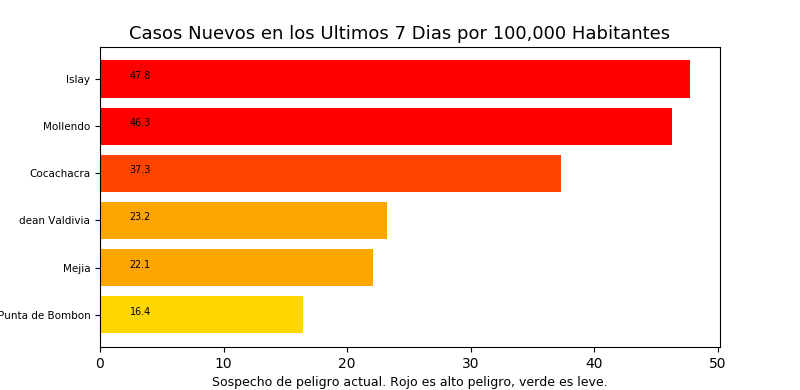 Casos Nuevos en los Ultimos 7 Dias por 100,000 Habitantes
Islay 47.8
Mollendo 46.3
Cocachacra 37.3
dean Valdivia 23.2
Mejia 22.1
Punta de Bombon 16.4
0 10 20 30 40 50
Sospecho de peligro actual. Rojo es alto peligro, verde es leve.